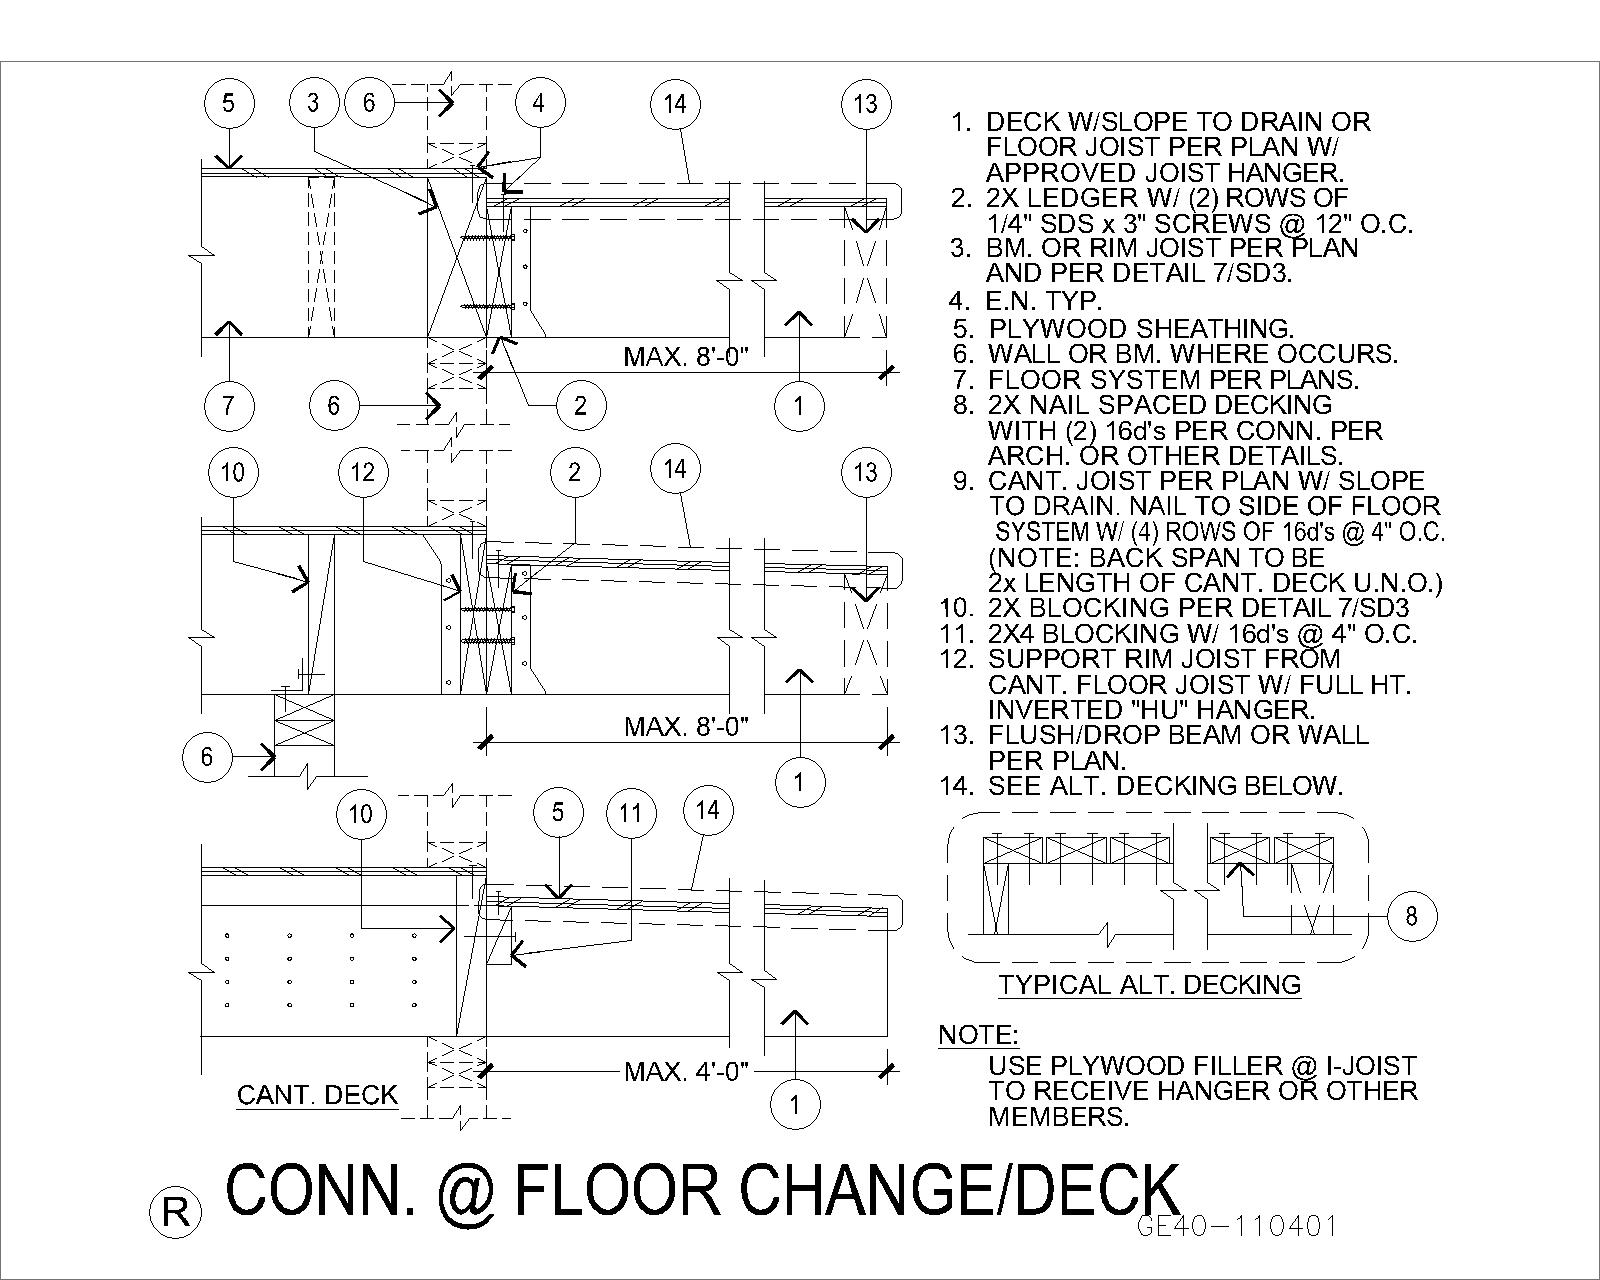 5 3 6 4 14 13
MAX. 8'-0"
7 6 2 1
10 12 2 14 13
MAX. 8'-0"
6 1
10 5 11 14
MAX. 4'-0"
CANT. DECK
1
1. DECK W/SLOPE TO DRAIN OR
FLOOR JOIST PER PLAN W/
APPROVED JOIST HANGER.
2. 2X LEDGER W/ (2) ROWS OF
1/4" SDS x 3" SCREWS @ 12" O.C.
3. BM. OR RIM JOIST PER PLAN
AND PER DETAIL 7/SD3.
4. E.N. TYP.
5. PLYWOOD SHEATHING.
6. WALL OR BM. WHERE OCCURS.
7. FLOOR SYSTEM PER PLANS.
8. 2X NAIL SPACED DECKING
WITH (2) 16d's PER CONN. PER
ARCH. OR OTHER DETAILS.
9. CANT. JOIST PER PLAN W/ SLOPE
TO DRAIN. NAIL TO SIDE OF FLOOR
SYSTEM W/ (4) ROWS OF 16d's @ 4" O.C.
(NOTE: BACK SPAN TO BE
2x LENGTH OF CANT. DECK U.N.O.)
10. 2X BLOCKING PER DETAIL 7/SD3
11. 2X4 BLOCKING W/ 16d's @ 4" O.C.
12. SUPPORT RIM JOIST FROM
CANT. FLOOR JOIST W/ FULL HT.
INVERTED "HU" HANGER.
13. FLUSH/DROP BEAM OR WALL
PER PLAN.
14. SEE ALT. DECKING BELOW.
8
TYPICAL ALT. DECKING
NOTE:
USE PLYWOOD FILLER @ I-JOIST
TO RECEIVE HANGER OR OTHER
MEMBERS.
R CONN. @ FLOOR CHANGE/DECK
GE40-110401